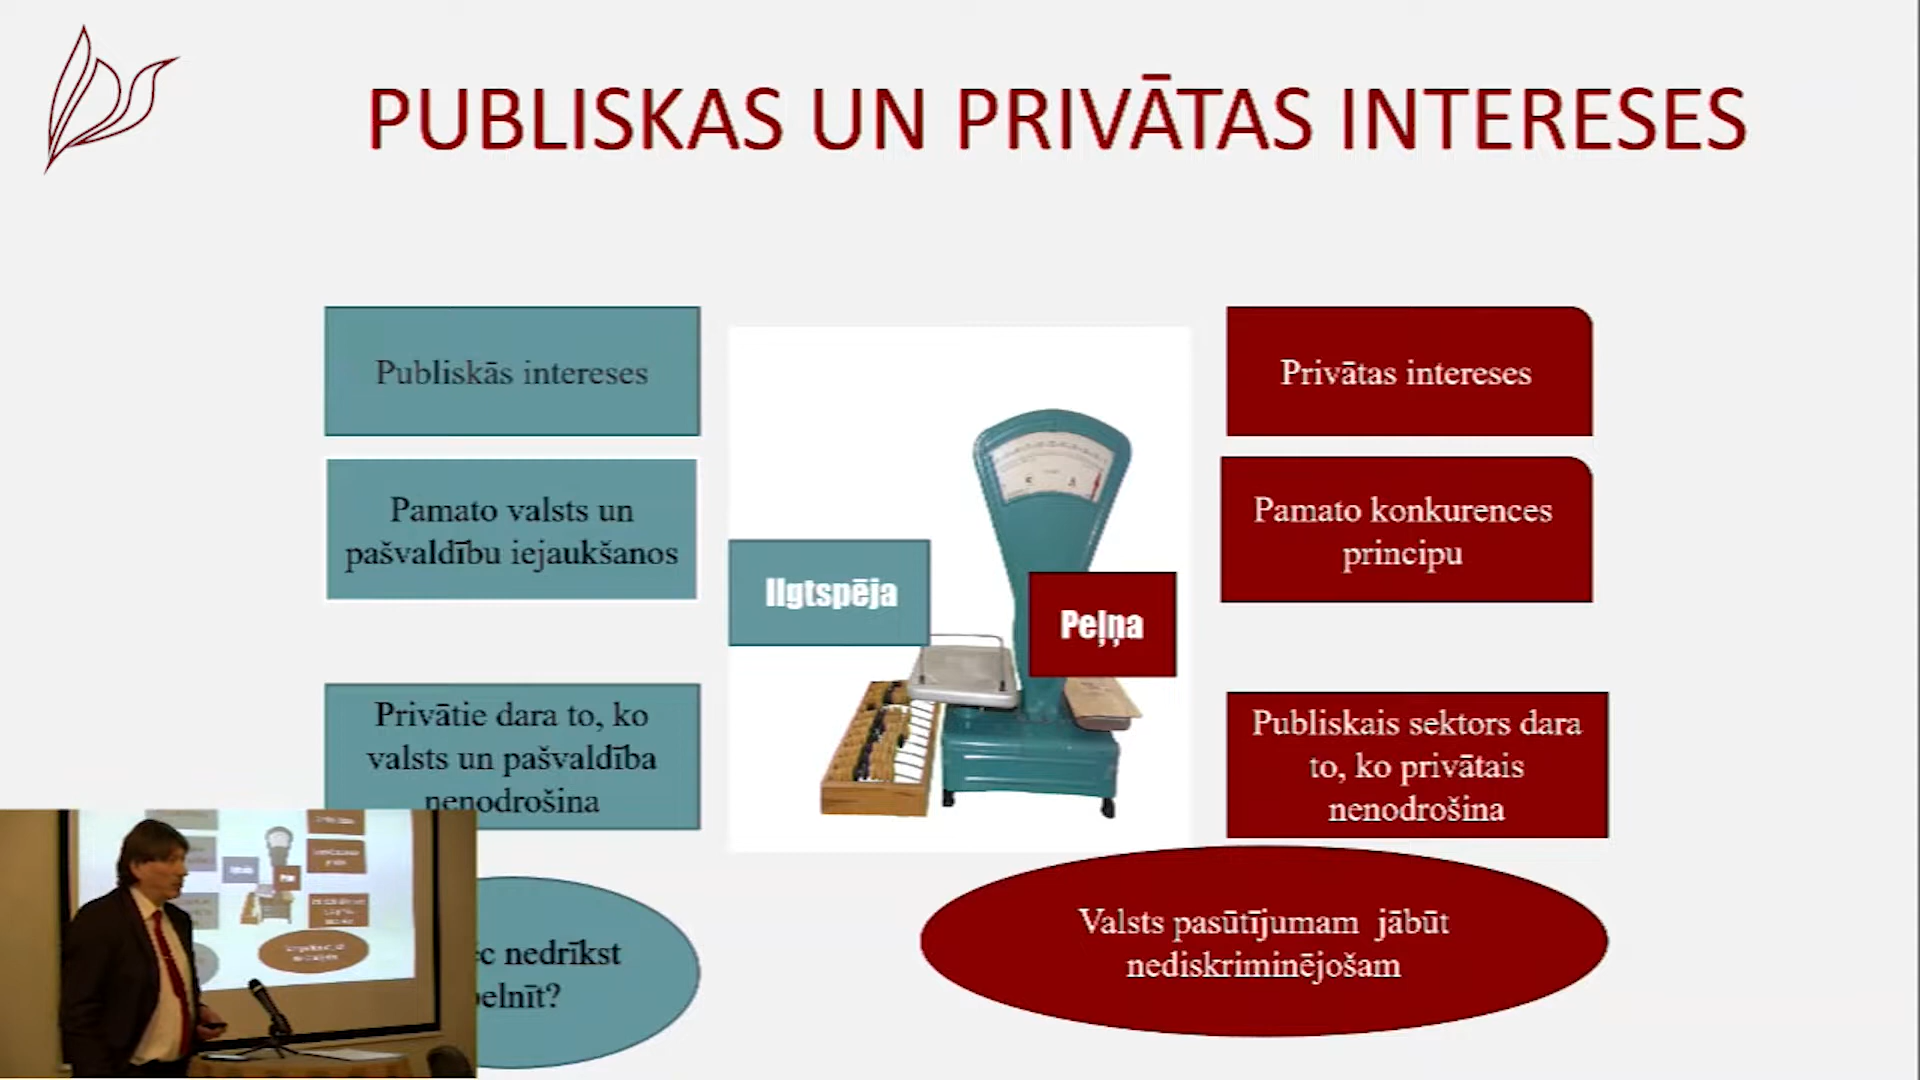 PUBLISKAS UN PRIVĀTAS INTERESES
Publiskās intereses
Pamato valsts un
pašvaldību iejaukšanos
Privātie dara to, ko
valsts un pašvaldība
nenodrošina
nedrīkst
Ilgtspēja
Peļņa
Privātas intereses
Pamato konkurences
principu
Publiskais sektors dara
to, ko privātais
nenodrošina
Valsts pasūtījumam jābūt
nediskriminējošam